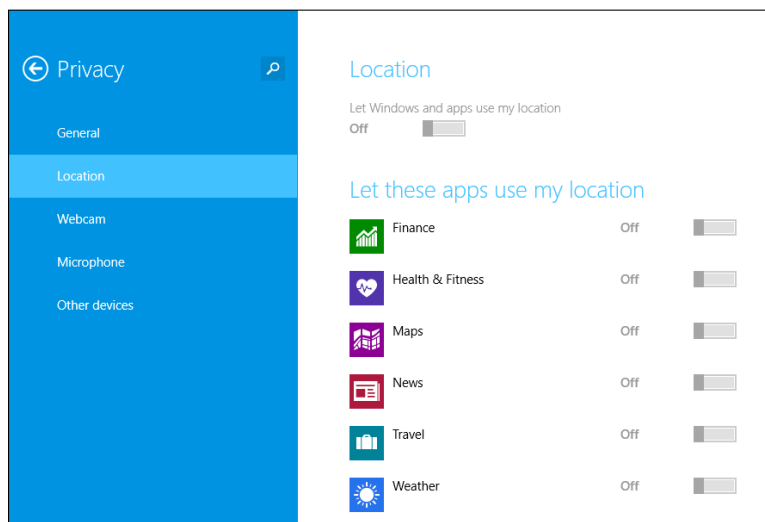 Privacy
General
Location
Webcam
Microphone
Other devices
Location
Let Windows and apps use my location
Off
Let these apps use my location
Finance Off
Health & Fitness Off
Maps Off
News Off
Travel Off
Weather Off